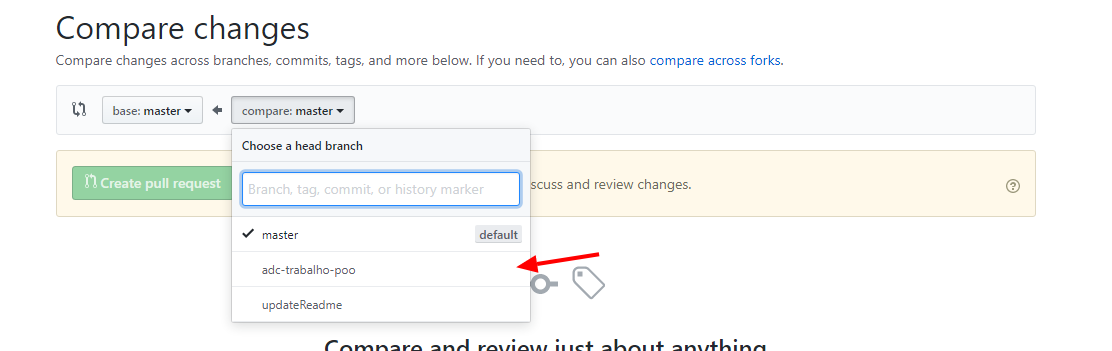 Compare changes
Compare changes across branches, commits, tags, and more below. If you need to, you can also compare across forks.
base: master
compare: master
Choose a head branch
Create pull request
scuss and review changes.
Branch, tag, commit, or history marker
master default
adc-trabalho-poo
updateReadme
Compare and review just about anything